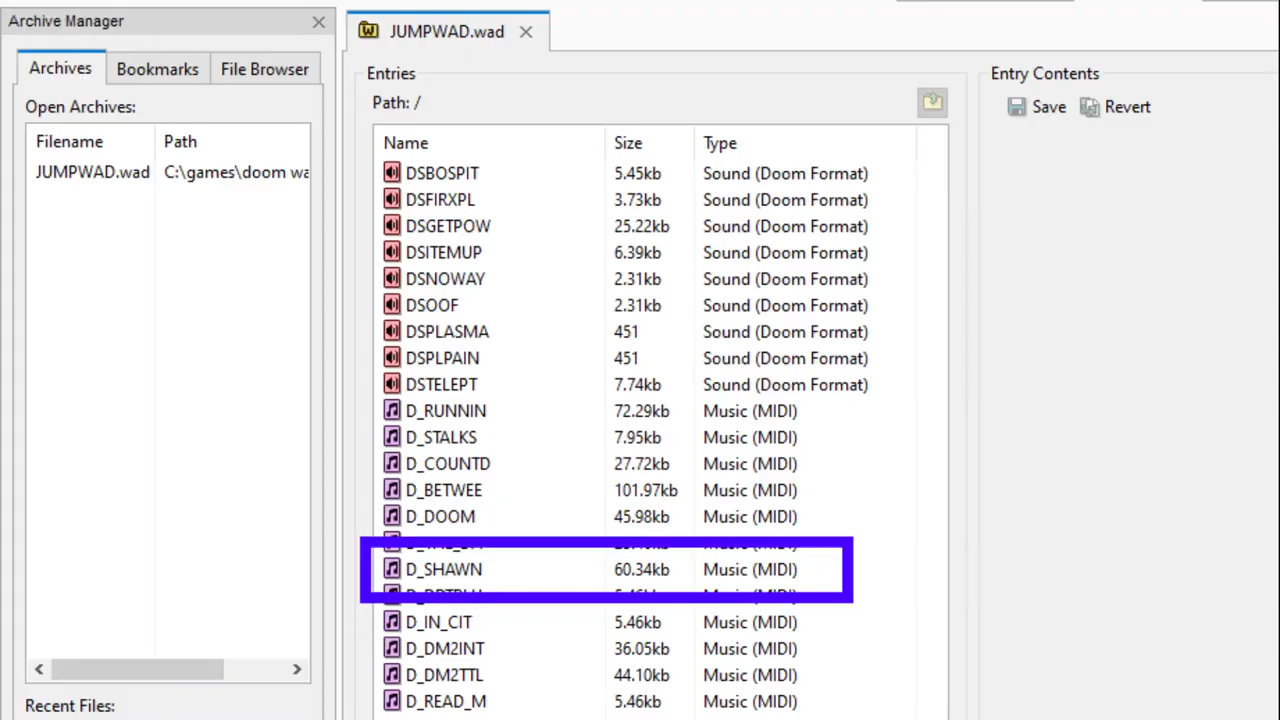 Archive Manager
JUMPWAD.wad
Archives Bookmarks File Browser
Open Archives:
Filename Path
JUMPWAD.wad C:\games\doom wa
Recent Files:
Entries
Path: /
Name Size Type
DSBOSPIT 5.45kb Sound (Doom Format)
DSFIRXPL 3.73kb Sound (Doom Format)
DSGETPOW 25.22kb Sound (Doom Format)
DSITEMUP 6.39kb Sound (Doom Format)
DSNOWAY 2.31kb Sound (Doom Format)
DSOOF 2.31kb Sound (Doom Format)
DSPLASMA 451 Sound (Doom Format)
DSPLPAIN 451 Sound (Doom Format)
DSTELEPT 7.74kb Sound (Doom Format)
D_RUNNIN 72.29kb Music (MIDI)
D_STALKS 7.95kb Music (MIDI)
D_COUNTD 27.72kb Music (MIDI)
D_BETWEE 101.97kb Music (MIDI)
D_DOOM 45.98kb Music (MIDI)
Music (MIDI)
D_SHAWN 60.34kb Music (MIDI)
5.46kb Music (MIDI)
D_IN_CIT 5.46kb Music (MIDI)
D_DM2INT 36.05kb Music (MIDI)
D_DM2TTL 44.10kb Music (MIDI)
D_READ_M 5.46kb Music (MIDI)
Entry Contents
Save Revert